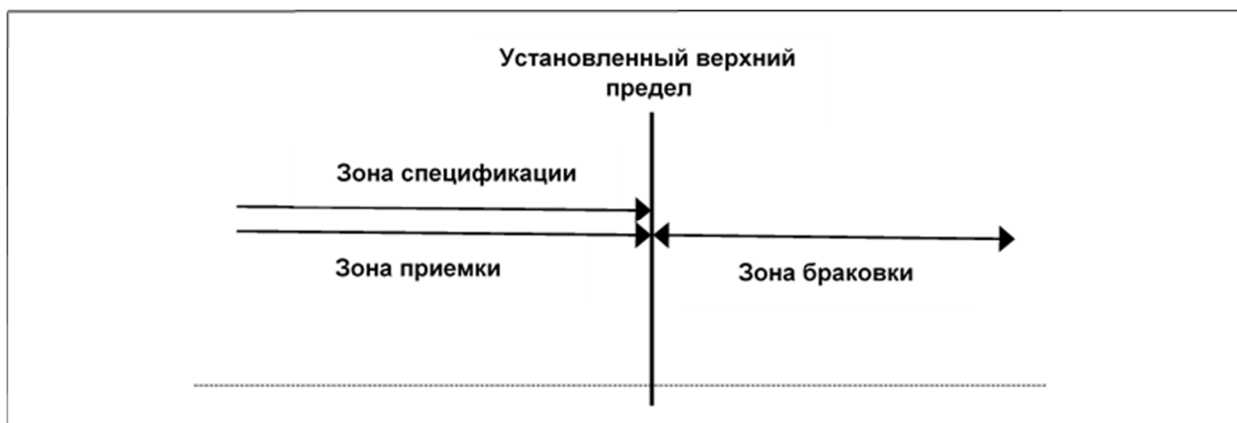 Установленный верхний
предел
Зона спецификации
Зона приемки
Зона браковки